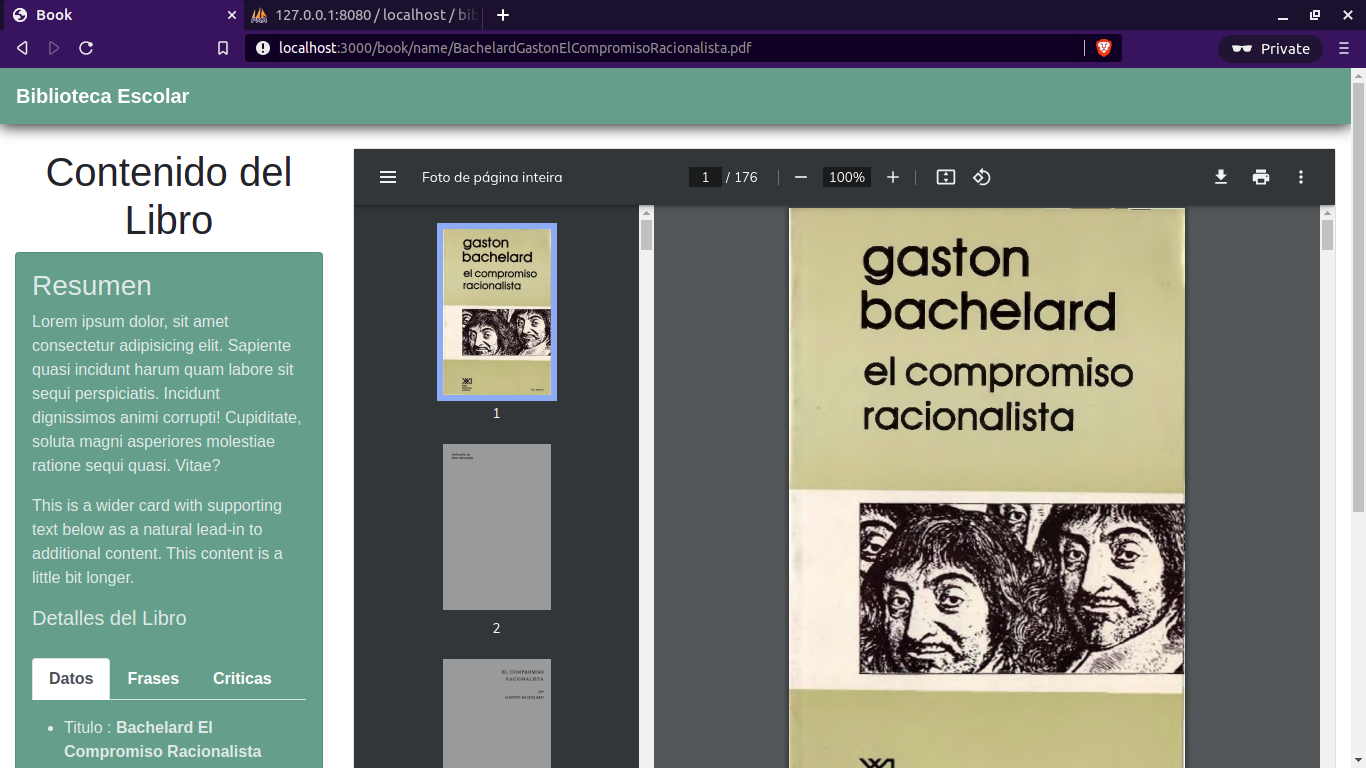 Book
127.0.0.1:8080 / localhost / bib
localhost:3000/book/name/BachelardGastonElCompromisoRacionalista.pdf
Private
Biblioteca Escolar
Contenido del
Libro
Resumen
Lorem ipsum dolor, sit amet
consectetur adipisicing elit. Sapiente
quasi incidunt harum quam labore sit
sequi perspiciatis. Incidunt
dignissimos animi corrupti! Cupiditate,
soluta magni asperiores molestiae
ratione sequi quasi. Vitae?
This is a wider card with supporting
text below as a natural lead-in to
additional content. This content is a
little bit longer.
Detalles del Libro
Datos Frases Criticas
Titulo : Bachelard El
Compromiso Racionalista
Foto de página inteira
1 / 176
100%
gaston
bachelard
el compromiso
racionalista
1
2
EL COMPROMISO
RACIONALISTA
por
GASTON BACHELARD
gaston
bachelard
el compromiso
racionalista